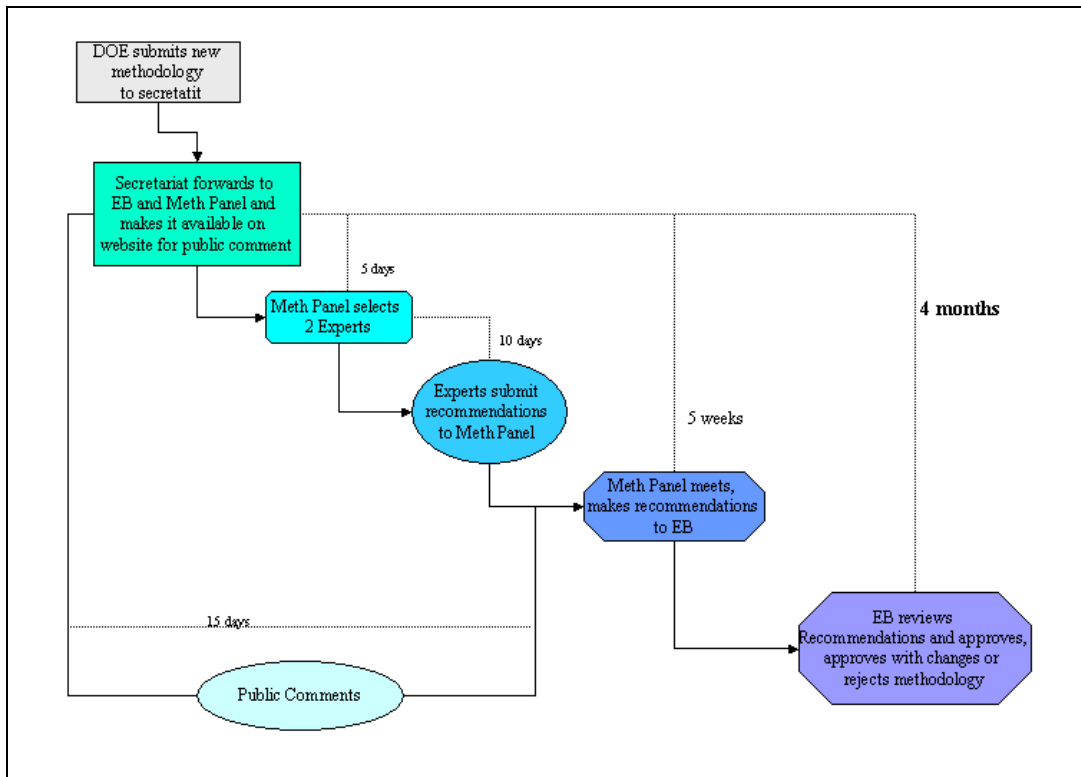 DOE submits new
methodology
to secretatit
Secretariat forwards to
EB and Meth Panel and
makes it available on
website for public comment
5 days
Meth Panel selects
2 Experts
4 months
10 days
Experts submit
recommendations
to Meth Panel
5 weeks
Meth Panel meets,
makes recommendations
to EB
15 days
EB reviews
Recommendations and approves,
approves with changes or
rejects methodology
Public Comments